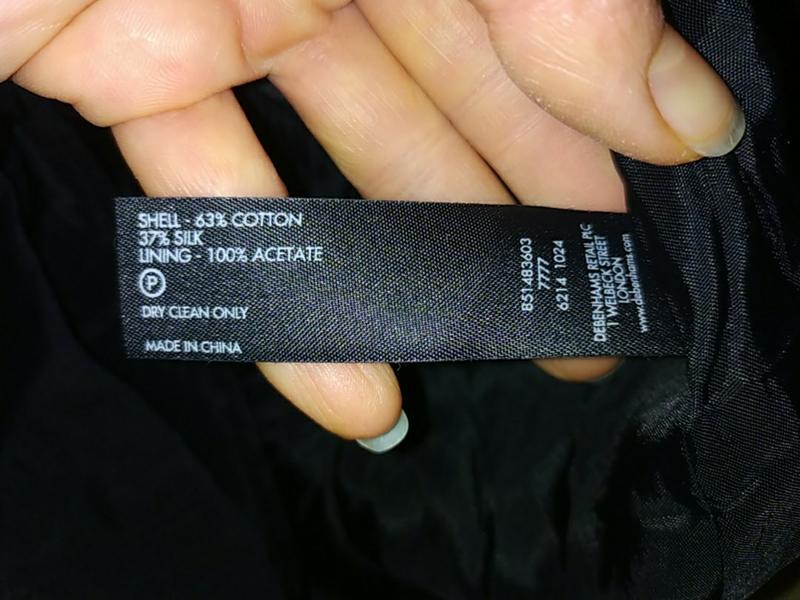 SHELL - 63% COTTON
37% SILK
LINING - 100% ACETATE
P
DRY CLEAN ONLY
MADE IN CHINA
851483603
7777
6214 1024
DEBENHAMS RETAIL PLC
1 WELBECK STREET
LONDON
www.debenhams.com